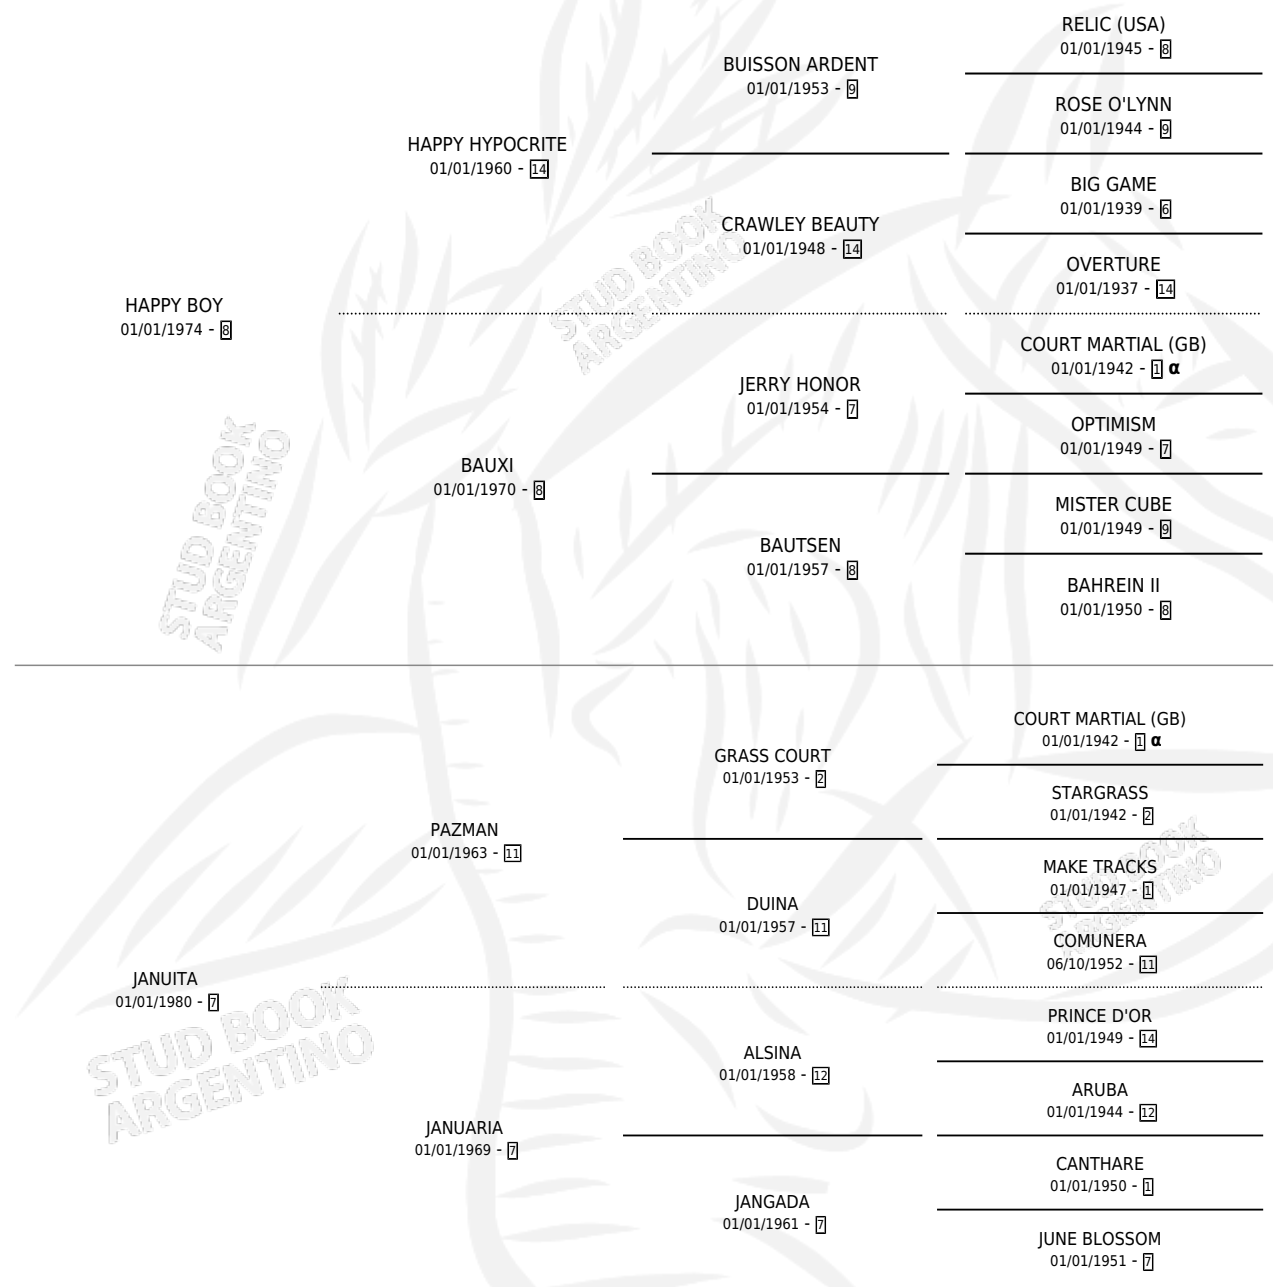 RELIC (USA)
01/01/1945 - 8
BUISSON ARDENT
01/01/1953 - 9
ROSE O'LYNN
01/01/1944 - 9
HAPPY HYPOCRITE
01/01/1960 - 14
BIG GAME
01/01/1939 - 6
CRAWLEY BEAUTY
01/01/1948 - 14
OVERTURE
01/01/1937 - 14
HAPPY BOY
01/01/1974 - 8
STUD BOOK
ARGENTINO
COURT MARTIAL (GB)
01/01/1942 - 1 α
JERRY HONOR
01/01/1954 - 7
OPTIMISM
01/01/1949 - 7
BAUXI
01/01/1970 - 8
MISTER CUBE
01/01/1949 - 9
BAUTSEN
01/01/1957 - 8
BAHREIN II
01/01/1950 - 8
STUD BOOK
ARGENTINO
COURT MARTIAL (GB)
01/01/1942 - 1 α
GRASS COURT
01/01/1953 - 2
STARGRASS
01/01/1942 - 2
PAZMAN
01/01/1963 - 11
MAKE TRACKS
01/01/1947 - 1
DUINA
01/01/1957 - 11
COMUNERA
06/10/1952 - 11
STUD BOOK
ARGENTINO
JANUITA
01/01/1980 - 7
STUD BOOK
ARGENTINO
PRINCE D'OR
01/01/1949 - 14
ALSINA
01/01/1958 - 12
ARUBA
01/01/1944 - 12
JANUARIA
01/01/1969 - 7
CANTHARE
01/01/1950 - 1
JANGADA
01/01/1961 - 7
JUNE BLOSSOM
01/01/1951 - 7